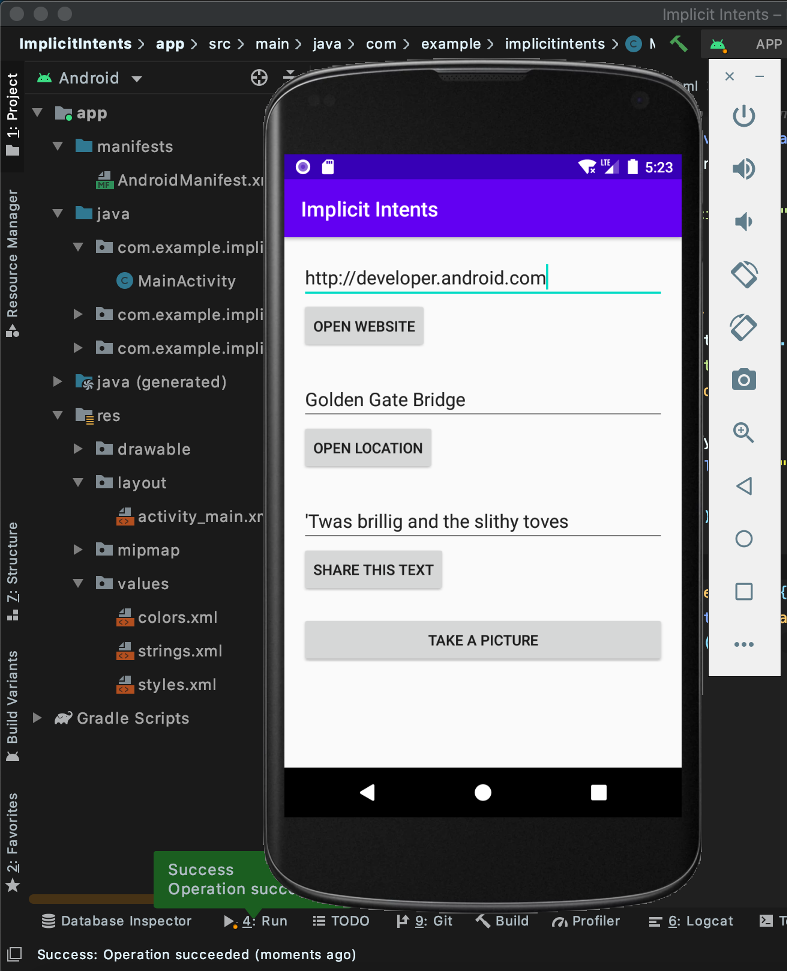 Implicit Intents –
ImplicitIntents > app > src > main > java > com > example > implicitintents > C
APP
1: Project
Resource Manager
7: Structure
Build Variants
2: Favorites
Android
app
manifests
MF AndroidManifest.x
java
com.example.impli
C MainActivity
com.example.impli
com.example.impli
java (generated)
res
drawable
layout
activity_main.x
mipmap
values
colors.xml
strings.xml
styles.xml
Gradle Scripts
LTE 5:23
Implicit Intents
http://developer.android.com
OPEN WEBSITE
Golden Gate Bridge
OPEN LOCATION
'Twas brillig and the slithy toves
SHARE THIS TEXT
TAKE A PICTURE
ml
Success
Operation succe
Database Inspector 4: Run TODO 9: Git Build Profiler 6: Logcat
Success: Operation succeeded (moments ago)